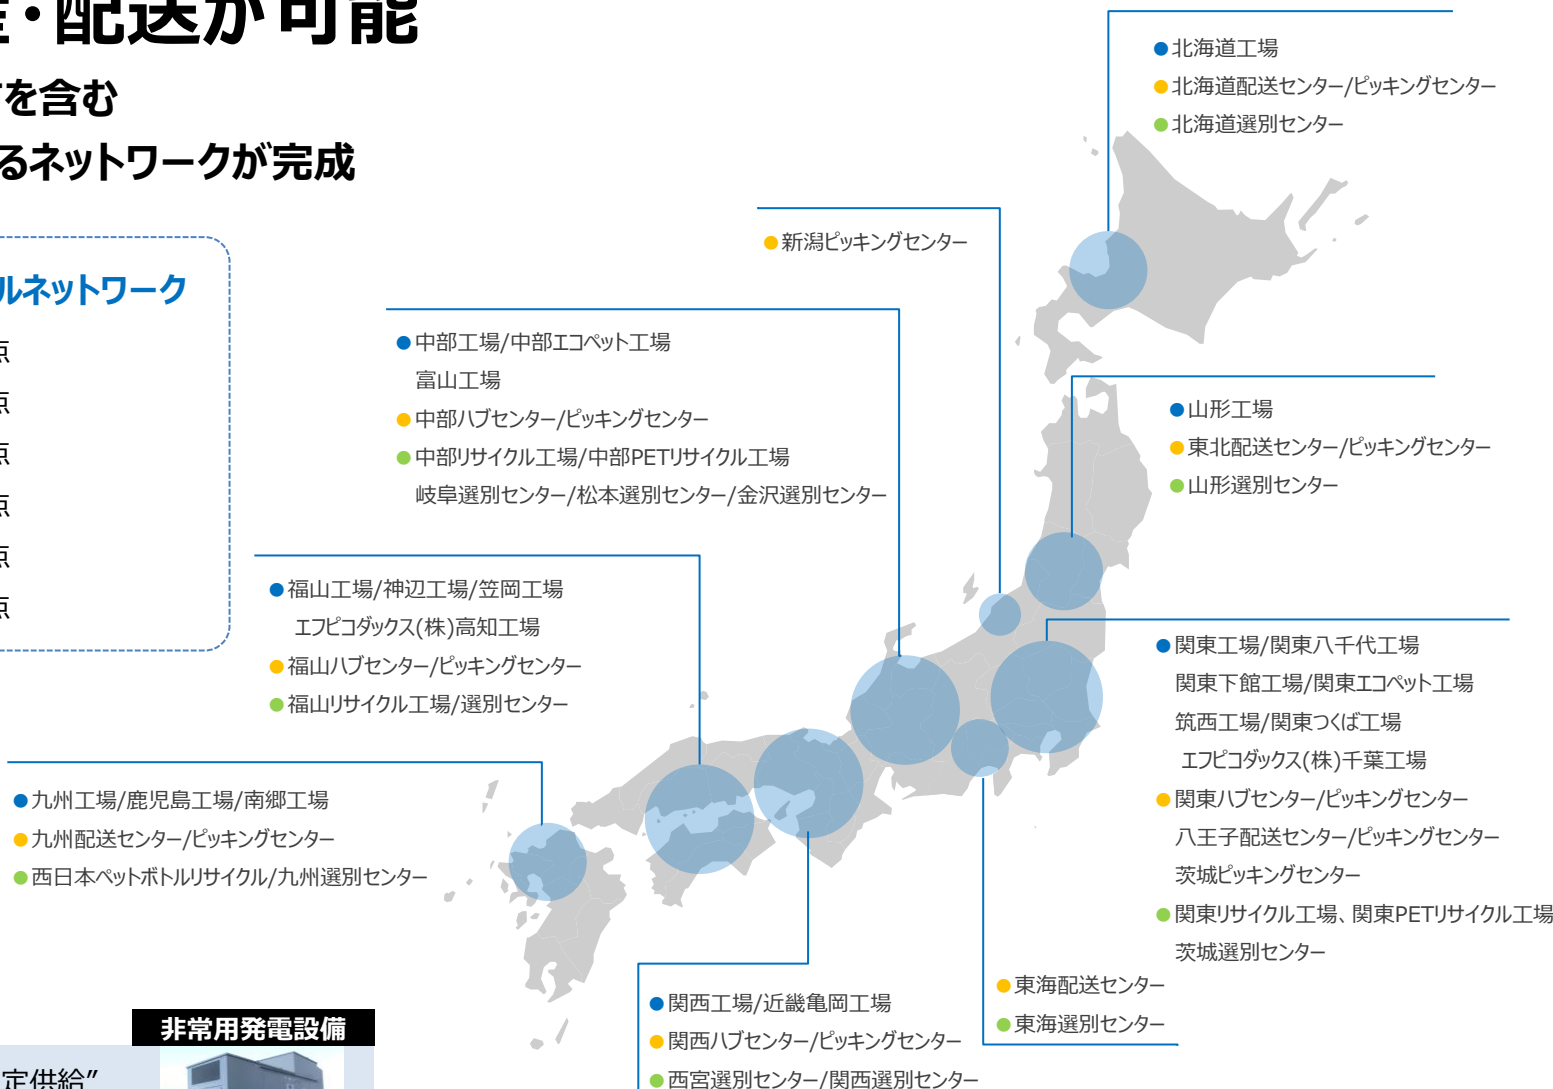 ・配送が可能
を含む
るネットワークが完成
ルネットワーク
点
点
点
点
点
点
●北海道工場
●北海道配送センター/ピッキングセンター
●北海道選別センター
●新潟ピッキングセンター
●中部工場/中部エコペット工場
富山工場
●中部ハブセンター/ピッキングセンター
●中部リサイクル工場/中部PETリサイクル工場
岐阜選別センター/松本選別センター/金沢選別センター
●山形工場
●東北配送センター/ピッキングセンター
●山形選別センター
●福山工場/神辺工場/笠岡工場
エフピコダックス(株)高知工場
●福山ハブセンター/ピッキングセンター
●福山リサイクル工場/選別センター
●関東工場/関東八千代工場
関東下館工場/関東エコペット工場
筑西工場/関東つくば工場
エフピコダックス(株)千葉工場
●関東ハブセンター/ピッキングセンター
八王子配送センター/ピッキングセンター
茨城ピッキングセンター
●関東リサイクル工場、関東PETリサイクル工場
茨城選別センター
●九州工場/鹿児島工場/南郷工場
●九州配送センター/ピッキングセンター
●西日本ペットボトルリサイクル/九州選別センター
●東海配送センター
●東海選別センター
●関西工場/近畿亀岡工場
●関西ハブセンター/ピッキングセンター
●西宮選別センター/関西選別センター
非常用発電設備
定供給”